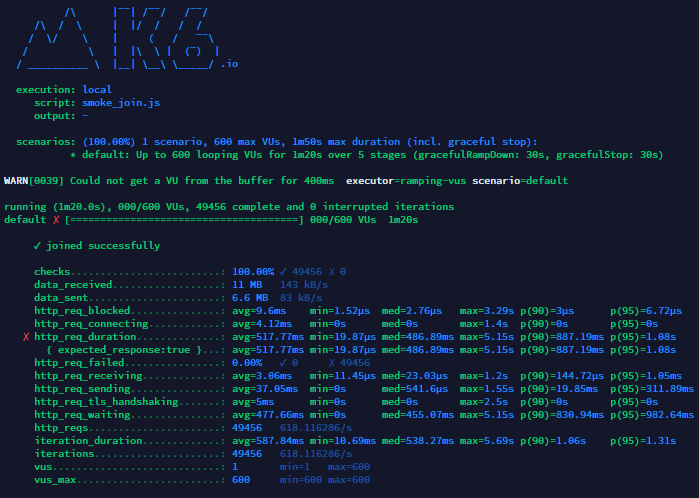 .io
execution: local
script: smoke_join.js
output: -
scenarios: (100.00%) 1 scenario, 600 max VUs, 1m50s max duration (incl. graceful stop):
* default: Up to 600 looping VUs for 1m20s over 5 stages (gracefulRampDown: 30s, gracefulStop: 30s)
WARN[0039] Could not get a VU from the buffer for 400ms  executor=ramping-vus scenario=default
running (1m20.0s), 000/600 VUs, 49456 complete and 0 interrupted iterations
default ✗ [======================================] 000/600 VUs  1m20s
✓ joined successfully
checks.........................: 100.00% ✓ 49456 ✗ 0
data_received..................: 11 MB   143 kB/s
data_sent......................: 6.6 MB  83 kB/s
http_req_blocked...............: avg=9.6ms    min=1.52µs  med=2.76µs   max=3.29s p(90)=3µs      p(95)=6.72µs
http_req_connecting............: avg=4.12ms   min=0s      med=0s       max=1.4s  p(90)=0s       p(95)=0s
✗ http_req_duration..............: avg=517.77ms min=19.87µs med=486.89ms max=5.15s p(90)=887.19ms p(95)=1.08s
{ expected_response:true }...: avg=517.77ms min=19.87µs med=486.89ms max=5.15s p(90)=887.19ms p(95)=1.08s
http_req_failed................: 0.00%   ✓ 0     ✗ 49456
http_req_receiving.............: avg=3.06ms   min=11.45µs med=23.03µs  max=1.2s  p(90)=144.72µs p(95)=1.05ms
http_req_sending...............: avg=37.05ms  min=0s      med=541.6µs  max=1.55s p(90)=19.85ms  p(95)=311.89ms
http_req_tls_handshaking.......: avg=5ms      min=0s      med=0s       max=2.5s  p(90)=0s       p(95)=0s
http_req_waiting...............: avg=477.66ms min=0s      med=455.07ms max=5.15s p(90)=830.94ms p(95)=982.64ms
http_reqs......................: 49456   618.116286/s
iteration_duration.............: avg=587.84ms min=10.69ms med=538.27ms max=5.69s p(90)=1.06s    p(95)=1.31s
iterations.....................: 49456   618.116286/s
vus............................: 1       min=1   max=600
vus_max........................: 600     min=600 max=600